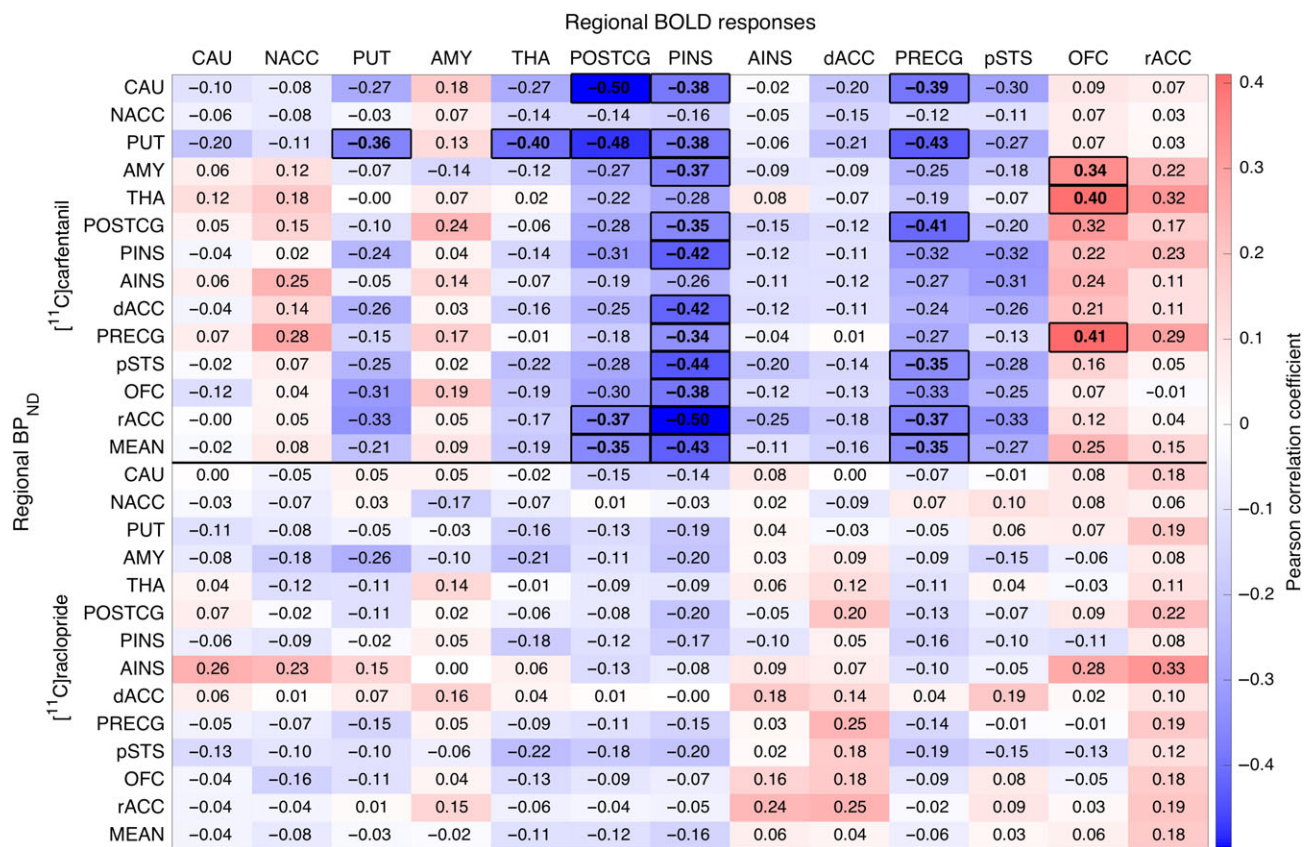 Regional BOLD responses
CAU NACC PUT AMY THA POSTCG PINS AINS dACC PRECG pSTS OFC rACC
CAU −0.10 −0.08 −0.27 0.18 −0.27 −0.50 −0.38 −0.02 −0.20 −0.39 −0.30 0.09 0.07
NACC −0.06 −0.08 −0.03 0.07 −0.14 −0.14 −0.16 −0.05 −0.15 −0.12 −0.11 0.07 0.03
PUT −0.20 −0.11 −0.36 0.13 −0.40 −0.48 −0.38 −0.06 −0.21 −0.43 −0.27 0.07 0.03
AMY 0.06 0.12 −0.07 −0.14 −0.12 −0.27 −0.37 −0.09 −0.09 −0.25 −0.18 0.34 0.22
THA 0.12 0.18 −0.00 0.07 0.02 −0.22 −0.28 0.08 −0.07 −0.19 −0.07 0.40 0.32
POSTCG 0.05 0.15 −0.10 0.24 −0.06 −0.28 −0.35 −0.15 −0.12 −0.41 −0.20 0.32 0.17
PINS −0.04 0.02 −0.24 0.04 −0.14 −0.31 −0.42 −0.12 −0.11 −0.32 −0.32 0.22 0.23
AINS 0.06 0.25 −0.05 0.14 −0.07 −0.19 −0.26 −0.11 −0.12 −0.27 −0.31 0.24 0.11
dACC −0.04 0.14 −0.26 0.03 −0.16 −0.25 −0.42 −0.12 −0.11 −0.24 −0.26 0.21 0.11
PRECG 0.07 0.28 −0.15 0.17 −0.01 −0.18 −0.34 −0.04 0.01 −0.27 −0.13 0.41 0.29
pSTS −0.02 0.07 −0.25 0.02 −0.22 −0.28 −0.44 −0.20 −0.14 −0.35 −0.28 0.16 0.05
OFC −0.12 0.04 −0.31 0.19 −0.19 −0.30 −0.38 −0.12 −0.13 −0.33 −0.25 0.07 −0.01
rACC −0.00 0.05 −0.33 0.05 −0.17 −0.37 −0.50 −0.25 −0.18 −0.37 −0.33 0.12 0.04
MEAN −0.02 0.08 −0.21 0.09 −0.19 −0.35 −0.43 −0.11 −0.16 −0.35 −0.27 0.25 0.15
CAU 0.00 −0.05 0.05 0.05 −0.02 −0.15 −0.14 0.08 0.00 −0.07 −0.01 0.08 0.18
NACC −0.03 −0.07 0.03 −0.17 −0.07 0.01 −0.03 0.02 −0.09 0.07 0.10 0.08 0.06
PUT −0.11 −0.08 −0.05 −0.03 −0.16 −0.13 −0.19 0.04 −0.03 −0.05 0.06 0.07 0.19
AMY −0.08 −0.18 −0.26 −0.10 −0.21 −0.11 −0.20 0.03 0.09 −0.09 −0.15 −0.06 0.08
THA 0.04 −0.12 −0.11 0.14 −0.01 −0.09 −0.09 0.06 0.12 −0.11 0.04 −0.03 0.11
POSTCG 0.07 −0.02 −0.11 0.02 −0.06 −0.08 −0.20 −0.05 0.20 −0.13 −0.07 0.09 0.22
PINS −0.06 −0.09 −0.02 0.05 −0.18 −0.12 −0.17 −0.10 0.05 −0.16 −0.10 −0.11 0.08
AINS 0.26 0.23 0.15 0.00 0.06 −0.13 −0.08 0.09 0.07 −0.10 −0.05 0.28 0.33
dACC 0.06 0.01 0.07 0.16 0.04 0.01 −0.00 0.18 0.14 0.04 0.19 0.02 0.10
PRECG −0.05 −0.07 −0.15 0.05 −0.09 −0.11 −0.15 0.03 0.25 −0.14 −0.01 −0.01 0.19
pSTS −0.13 −0.10 −0.10 −0.06 −0.22 −0.18 −0.20 0.02 0.18 −0.19 −0.15 −0.13 0.12
OFC −0.04 −0.16 −0.11 0.04 −0.13 −0.09 −0.07 0.16 0.18 −0.09 0.08 −0.05 0.18
rACC −0.04 −0.04 0.01 0.15 −0.06 −0.04 −0.05 0.24 0.25 −0.02 0.09 0.03 0.19
MEAN −0.04 −0.08 −0.03 −0.02 −0.11 −0.12 −0.16 0.06 0.04 −0.06 0.03 0.06 0.18
Regional BP_ND
[¹¹C]carfentanil
[¹¹C]raclopride
0.4
0.3
0.2
0.1
0
−0.1
−0.2
−0.3
−0.4
Pearson correlation coefficient